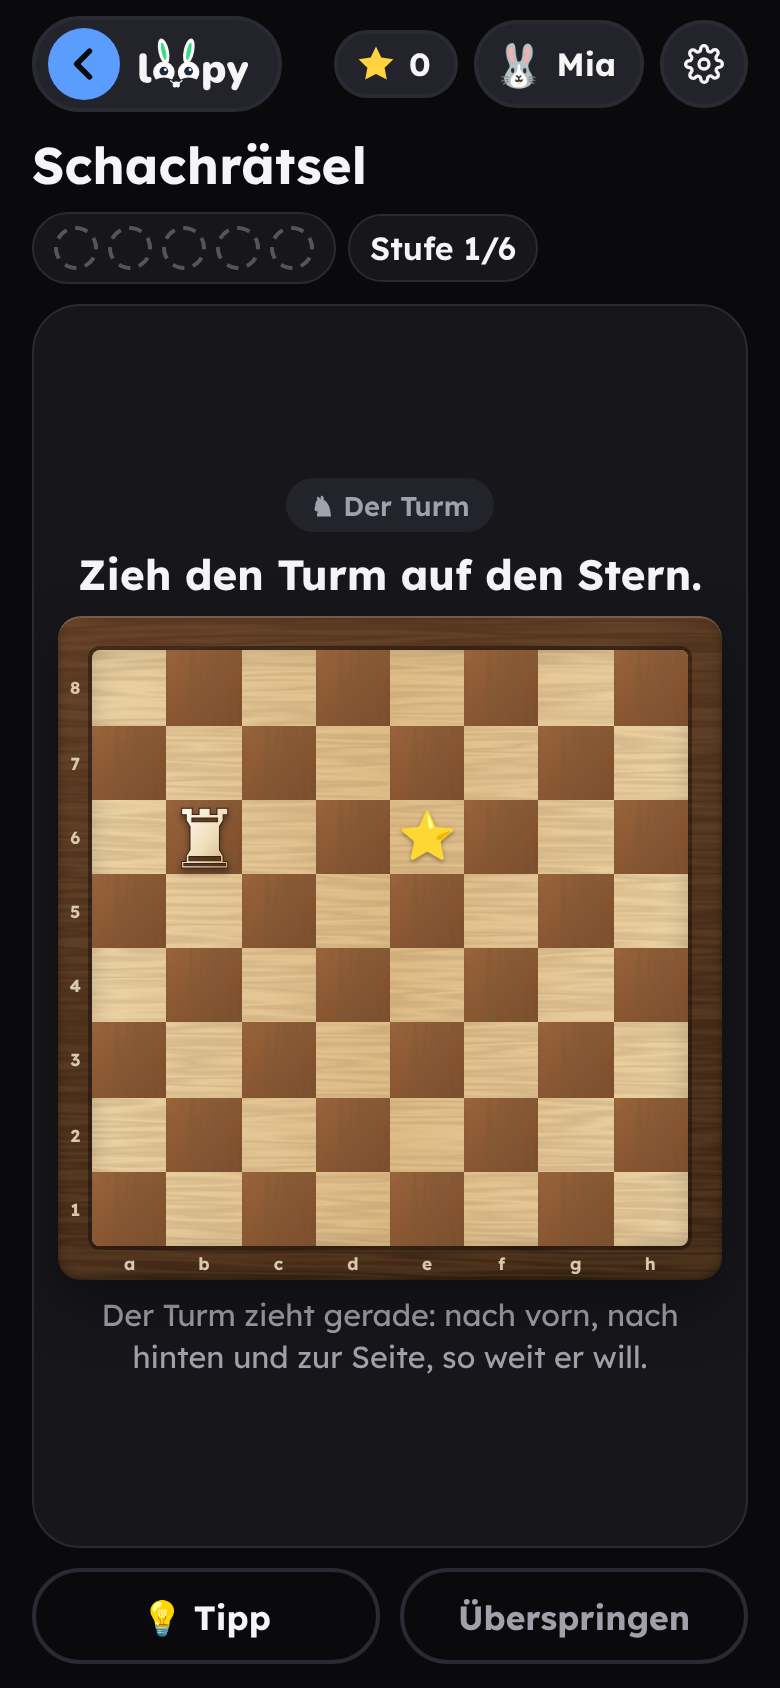 loopy
0
Mia
Schachrätsel
Stufe 1/6
Der Turm
Zieh den Turm auf den Stern.
8
7
6
5
4
3
2
1
a b c d e f g h
Der Turm zieht gerade: nach vorn, nach
hinten und zur Seite, so weit er will.
Tipp
Überspringen